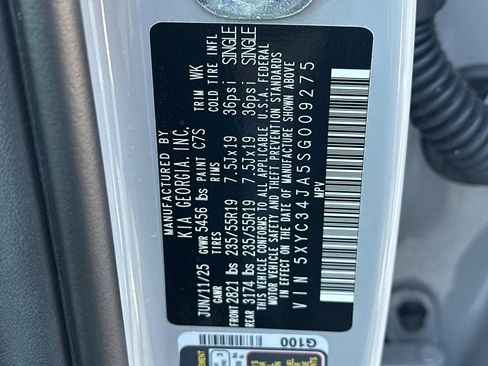 MANUFACTURED BY
KIA GEORGIA, INC.
JUN/11/25 GVWR 5456 lbs PAINT C7S TRIM WK
GAWR TIRES RIMS COLD TIRE INFL
FRONT 2821 lbs 235/55R19 7.5Jx19 36psi SINGLE
REAR 3174 lbs 235/55R19 7.5Jx19 36psi SINGLE
THIS VEHICLE CONFORMS TO ALL APPLICABLE U.S.A. FEDERAL
MOTOR VEHICLE SAFETY AND THEFT PREVENTION STANDARDS
IN EFFECT ON THE DATE OF MANUFACTURE SHOWN ABOVE
VIN 5XYC34JA5SG009275
MPV
G100